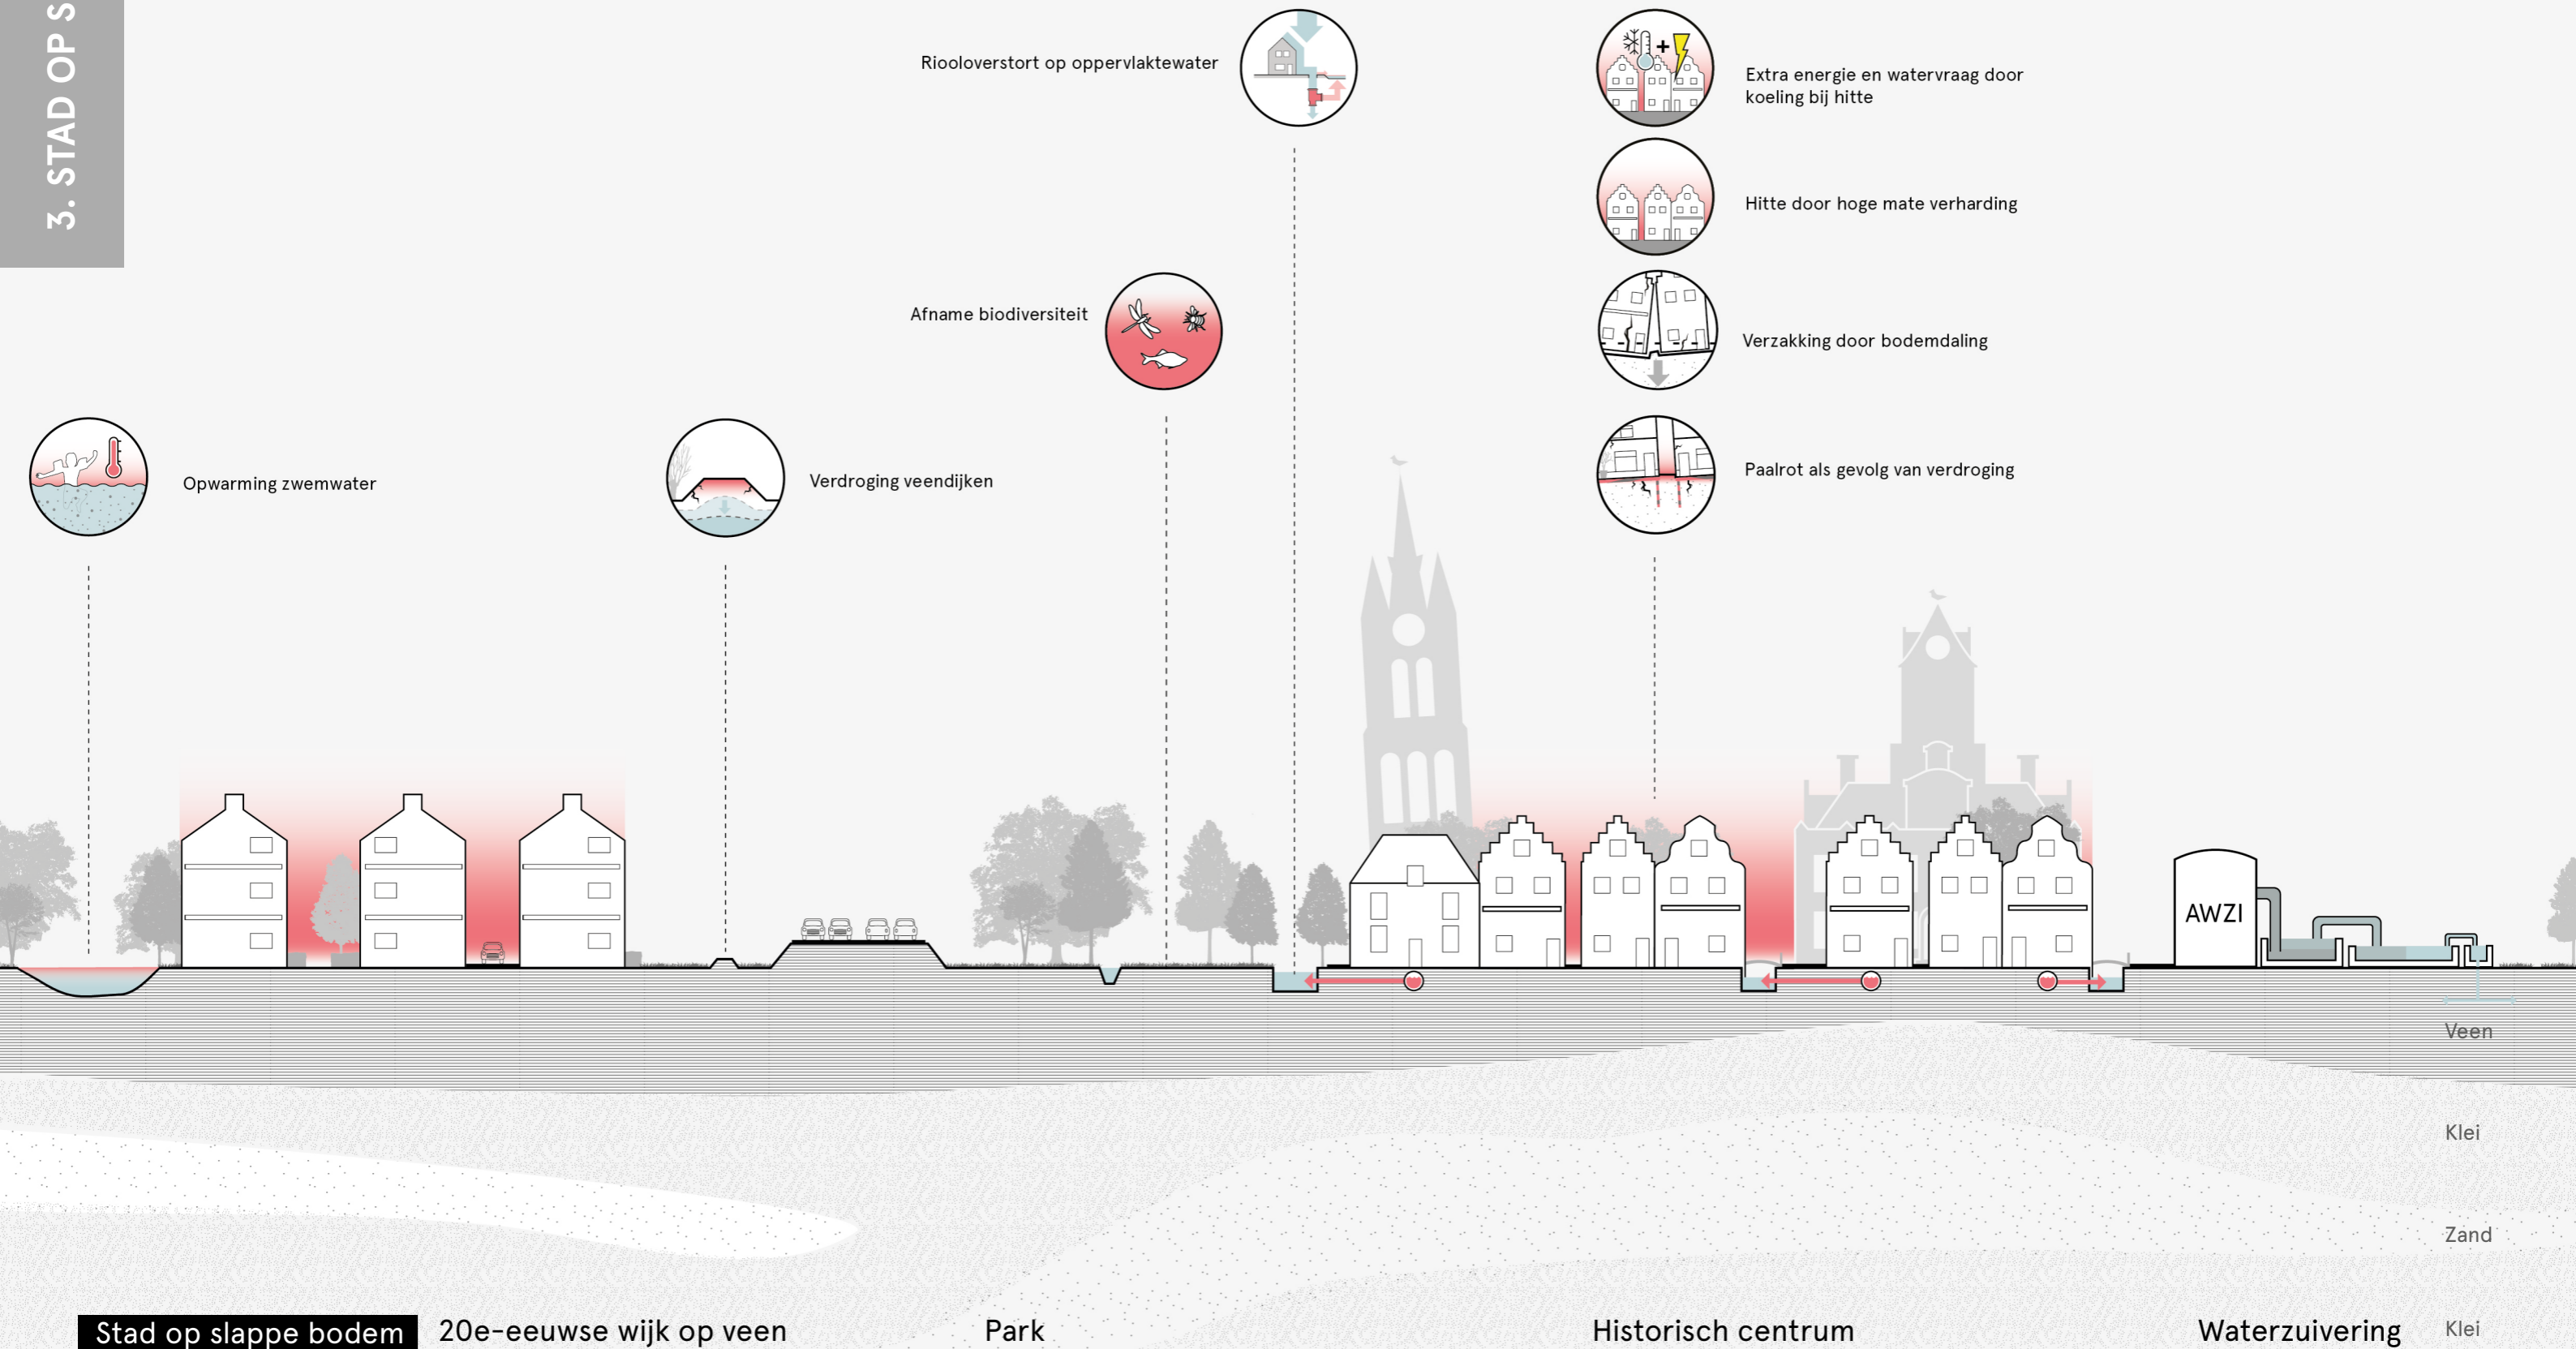 3. STAD OP S
Riooloverstort op oppervlaktewater
Extra energie en watervraag door
koeling bij hitte
Hitte door hoge mate verharding
Afname biodiversiteit
Verzakking door bodemdaling
Opwarming zwemwater
Verdroging veendijken
Paalrot als gevolg van verdroging
AWZI
Veen
Klei
Zand
Stad op slappe bodem
20e-eeuwse wijk op veen
Park
Historisch centrum
Waterzuivering
Klei